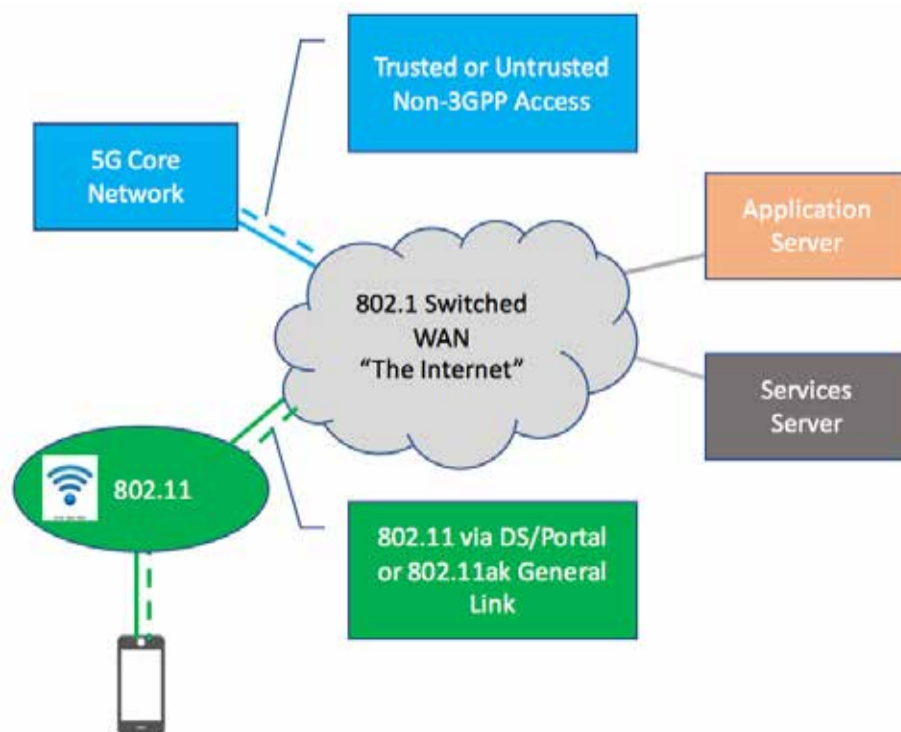 Trusted or Untrusted
Non-3GPP Access
5G Core
Network
Application
Server
802.1 Switched
WAN
“The Internet”
Services
Server
802.11
802.11 via DS/Portal
or 802.11ak General
Link